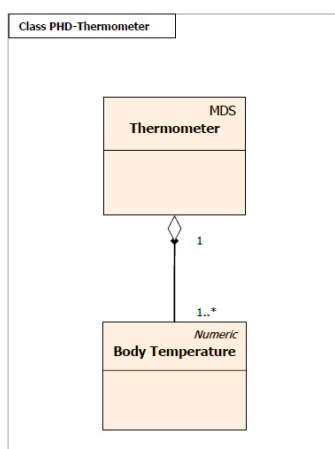 Class PHD-Thermometer
MDS
Thermometer
1
1..*
Numeric
Body Temperature